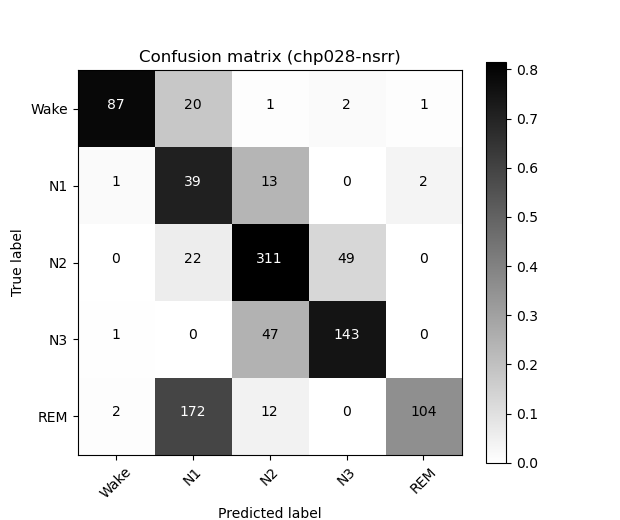 Confusion matrix (chp028-nsrr)
True label
Wake 87 20 1 2 1
N1 1 39 13 0 2
N2 0 22 311 49 0
N3 1 0 47 143 0
REM 2 172 12 0 104
Wake N1 N2 N3 REM
Predicted label
0.8
0.7
0.6
0.5
0.4
0.3
0.2
0.1
0.0